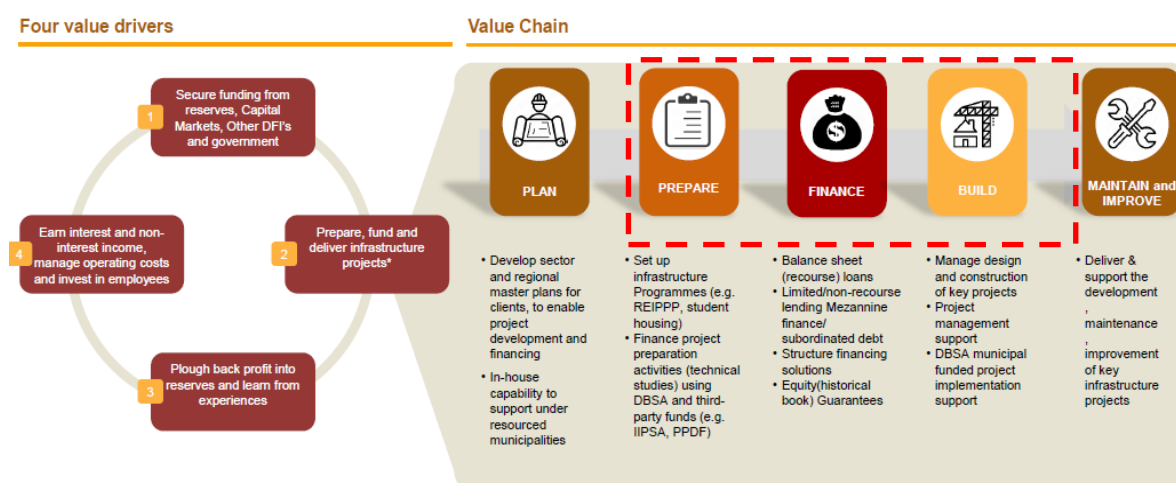 Four value drivers
1
Secure funding from
reserves, Capital
Markets, Other DFI's
and government
2
Prepare, fund and
deliver infrastructure
projects*
3
Plough back profit into
reserves and learn from
experiences
4
Earn interest and non-
interest income,
manage operating costs
and invest in employees
Value Chain
PLAN
• Develop sector
and regional
master plans for
clients, to enable
project
development and
financing
• In-house
capability to
support under
resourced
municipalities
PREPARE
• Set up
infrastructure
Programmes (e.g.
REIPPP, student
housing)
• Finance project
preparation
activities (technical
studies) using
DBSA and third-
party funds (e.g.
IIPSA, PPDF)
$
FINANCE
• Balance sheet
(recourse) loans
• Limited/non-recourse
lending Mezannine
finance/
subordinated debt
• Structure financing
solutions
• Equity(historical
book) Guarantees
BUILD
• Manage design
and construction
of key projects
• Project
management
support
• DBSA municipal
funded project
implementation
support
MAINTAIN and
IMPROVE
• Deliver &
support the
development
,
maintenance
,
improvement
of key
infrastructure
projects